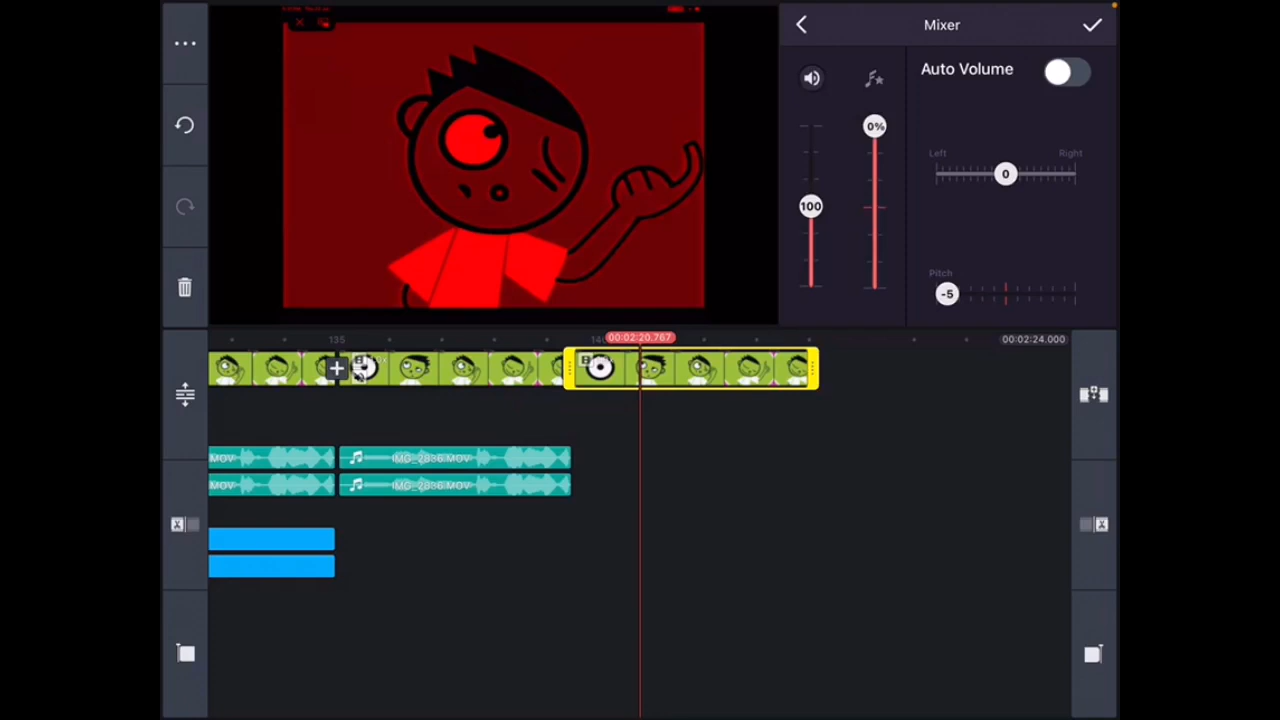 Mixer
Auto Volume
0%
Left
Right
0
100
Pitch
-5
135
00:02:20.767
00:02:24.000
MOV
IMG_2836.MOV
MOV
IMG_2836.MOV